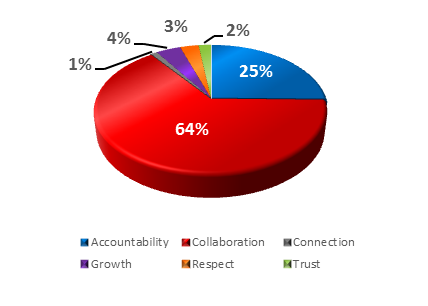 4% 3% 2%
1%
25%
64%
Accountability Collaboration Connection
Growth Respect Trust